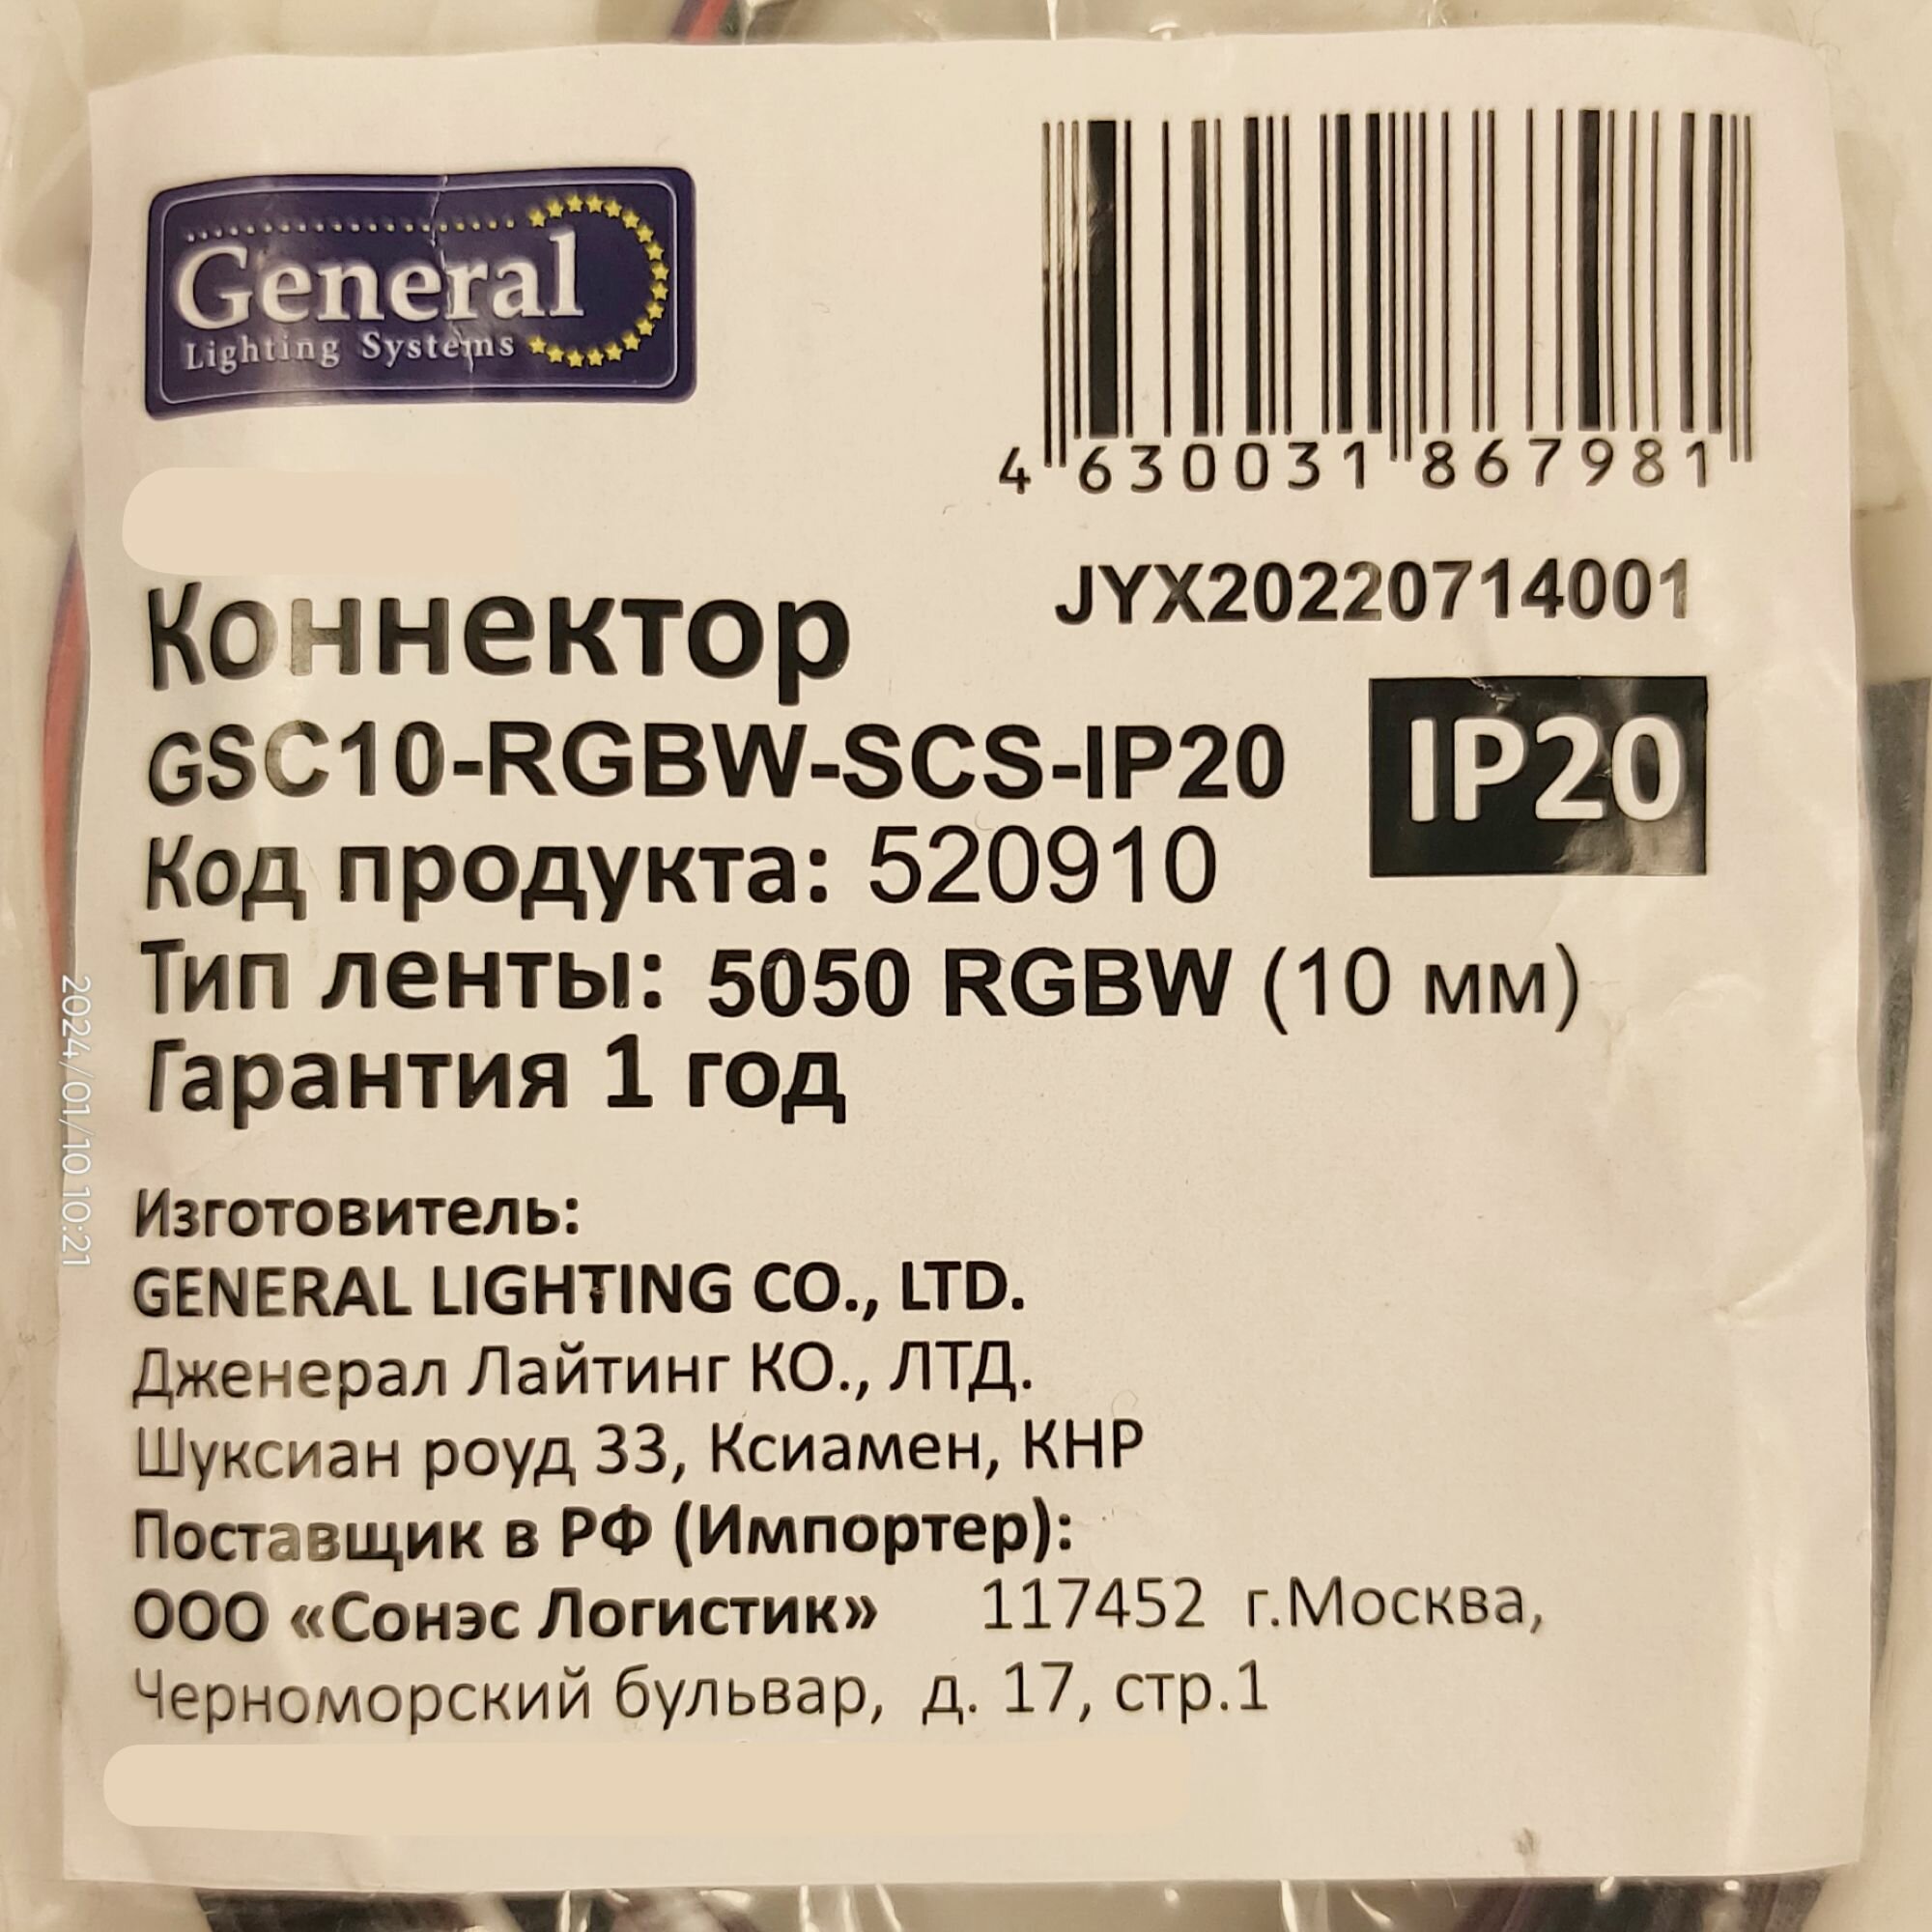 General
Lighting Systems
4 630031 867981
JYX20220714001
Коннектор
GSC10-RGBW-SCS-IP20
IP20
Код продукта: 520910
Тип ленты: 5050 RGBW (10 мм)
Гарантия 1 год
Изготовитель:
GENERAL LIGHTING CO., LTD.
Дженерал Лайтинг КО., ЛТД.
Шуксиан роуд 33, Ксиамен, КНР
Поставщик в РФ (Импортер):
ООО «Сонэс Логистик» 117452 г.Москва,
Черноморский бульвар, д. 17, стр.1
2024/01/10 10:21